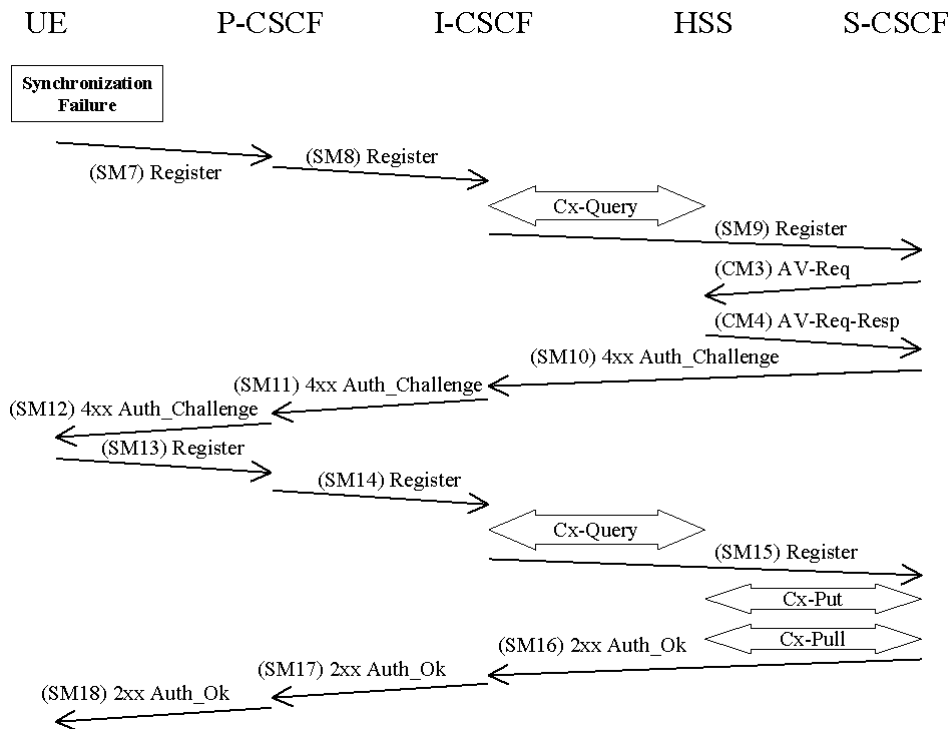 UE P-CSCF I-CSCF HSS S-CSCF
Synchronization
Failure
(SM7) Register
(SM8) Register
Cx-Query
(SM9) Register
(CM3) AV-Req
(CM4) AV-Req-Resp
(SM10) 4xx Auth_Challenge
(SM11) 4xx Auth_Challenge
(SM12) 4xx Auth_Challenge
(SM13) Register
(SM14) Register
Cx-Query
(SM15) Register
Cx-Put
Cx-Pull
(SM16) 2xx Auth_Ok
(SM17) 2xx Auth_Ok
(SM18) 2xx Auth_Ok